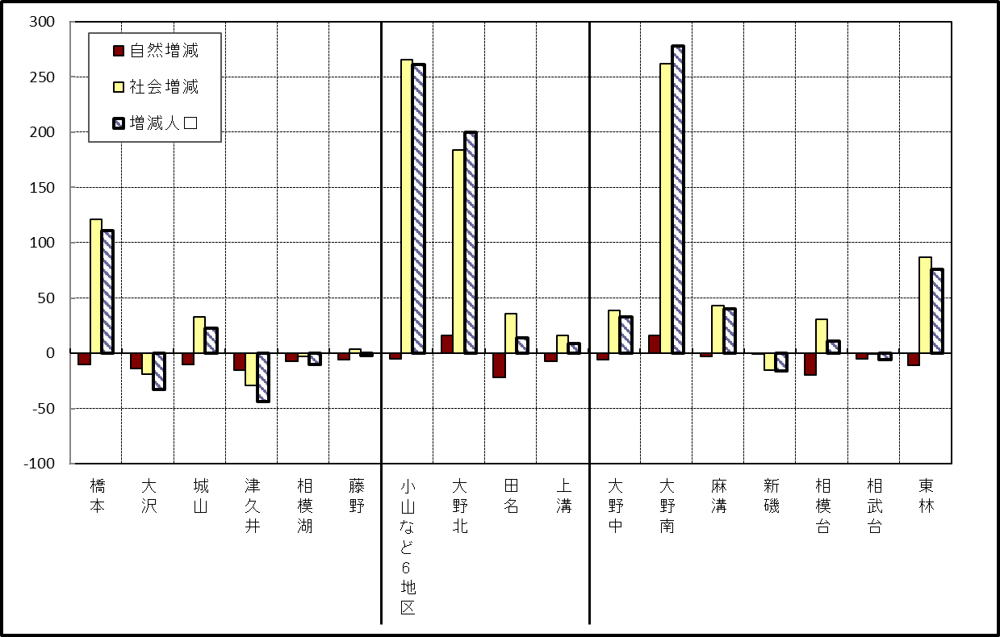 300
250
200
150
100
50
0
-50
-100
自然増減
社会増減
増減人口
橋本
大沢
城山
津久井
相模湖
藤野
小山など6地区
大野北
田名
上溝
大野中
大野南
麻溝
新磯
相模台
相武台
東林